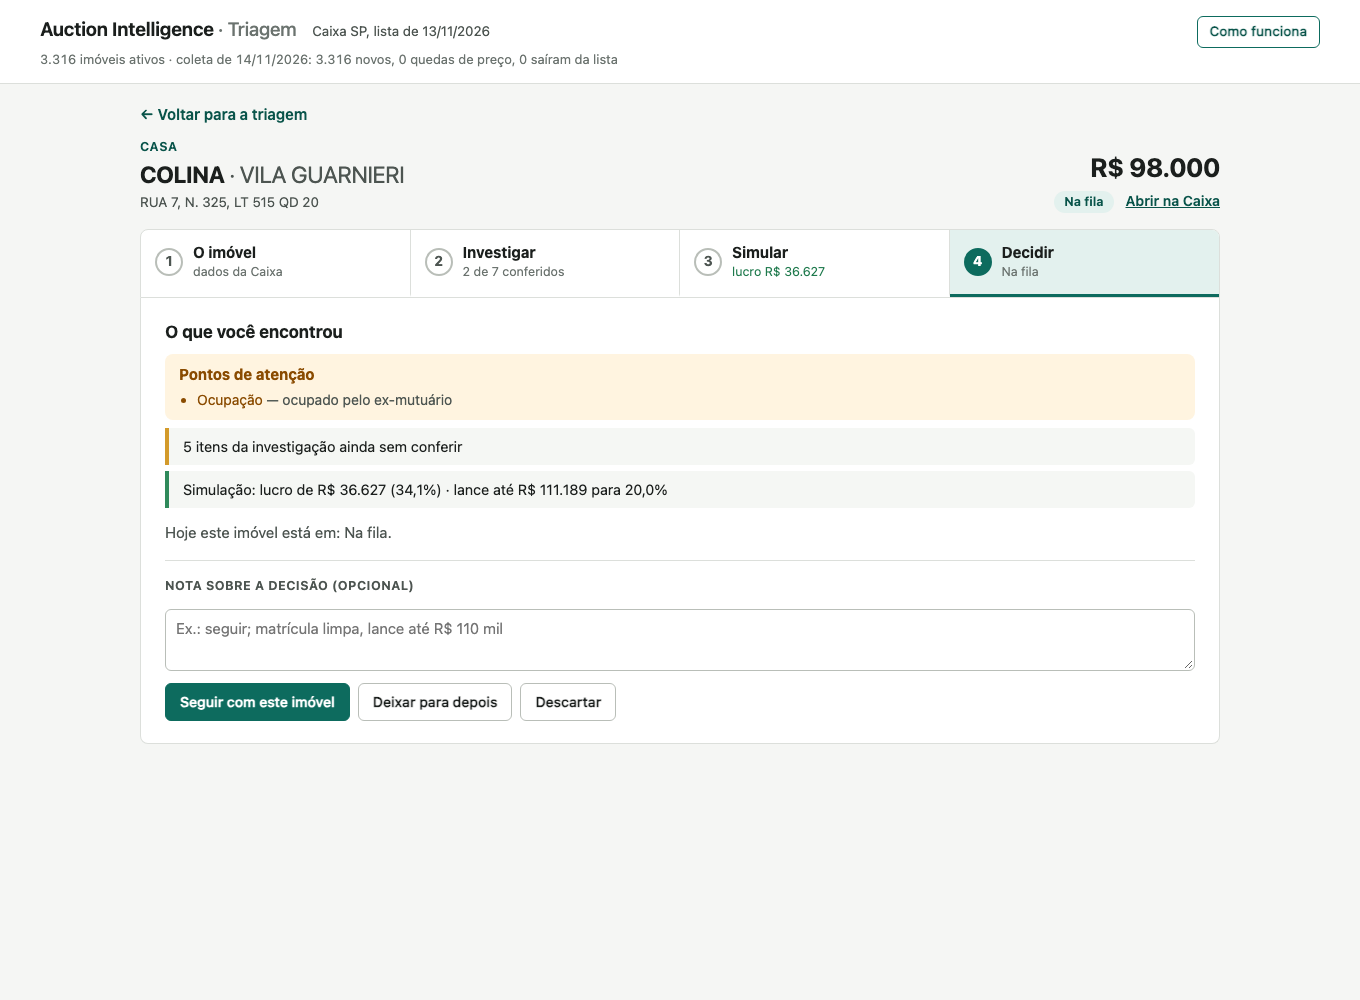 Auction Intelligence · Triagem Caixa SP, lista de 13/11/2026
Como funciona
3.316 imóveis ativos · coleta de 14/11/2026: 3.316 novos, 0 quedas de preço, 0 saíram da lista
← Voltar para a triagem
CASA
COLINA · VILA GUARNIERI
RUA 7, N. 325, LT 515 QD 20
R$ 98.000
Na fila Abrir na Caixa
1 O imóvel
dados da Caixa
2 Investigar
2 de 7 conferidos
3 Simular
lucro R$ 36.627
4 Decidir
Na fila
O que você encontrou
Pontos de atenção
• Ocupação — ocupado pelo ex-mutuário
5 itens da investigação ainda sem conferir
Simulação: lucro de R$ 36.627 (34,1%) · lance até R$ 111.189 para 20,0%
Hoje este imóvel está em: Na fila.
NOTA SOBRE A DECISÃO (OPCIONAL)
Ex.: seguir; matrícula limpa, lance até R$ 110 mil
Seguir com este imóvel Deixar para depois Descartar